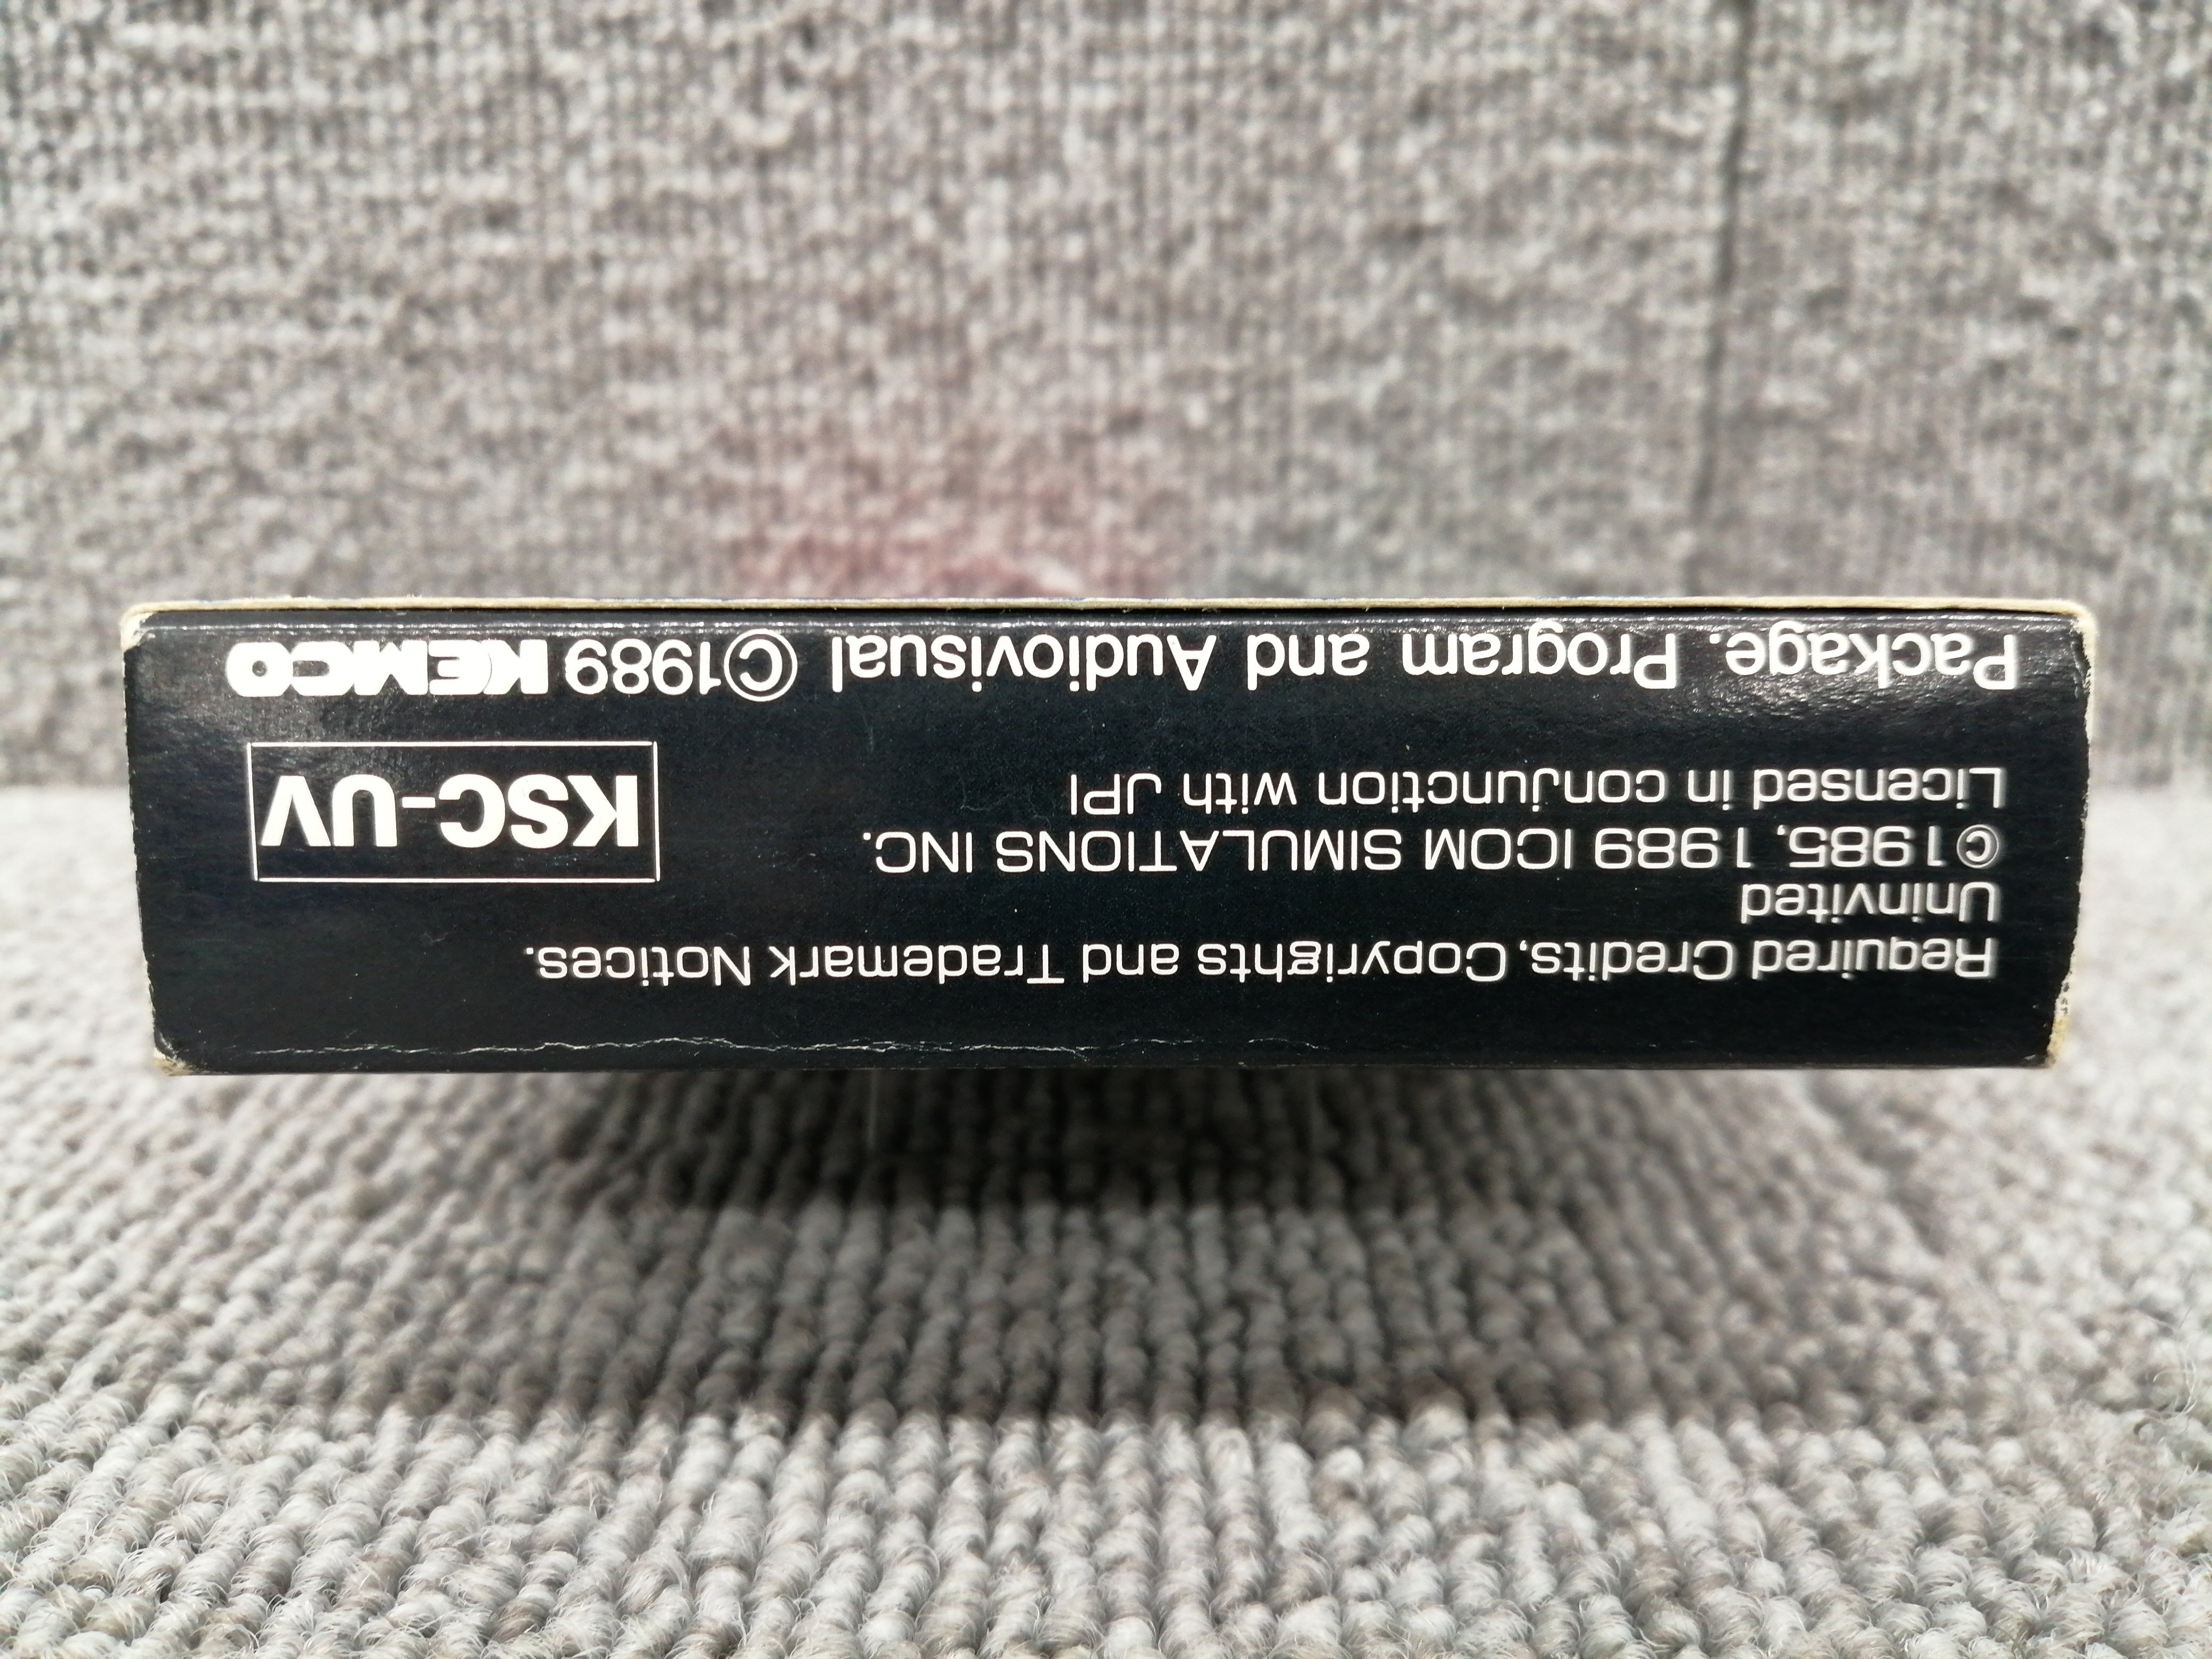 Required Credits, Copyrights and Trademark Notices.
Uninvited
©1985, 1989 ICOM SIMULATIONS INC.
Licensed in conjunction with JPI
KSC-UV
Package. Program and Audiovisual ©1989 KEMCO